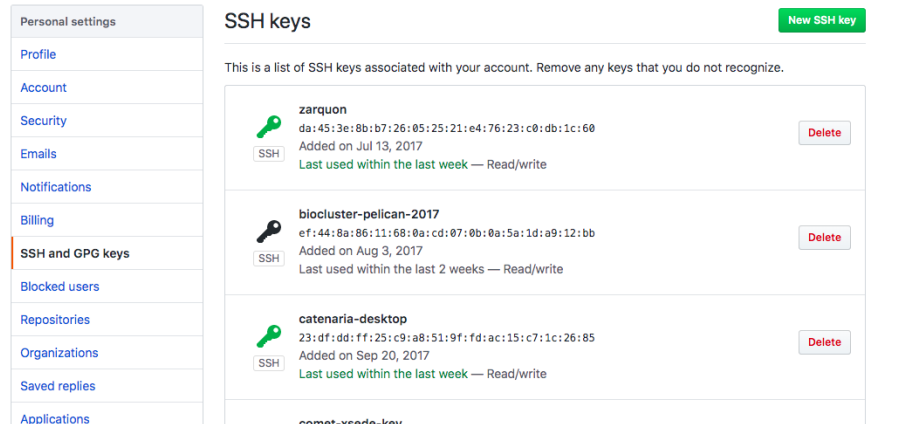 Personal settings
Profile
Account
Security
Emails
Notifications
Billing
SSH and GPG keys
Blocked users
Repositories
Organizations
Saved replies
Applications
SSH keys
New SSH key
This is a list of SSH keys associated with your account. Remove any keys that you do not recognize.
zarquon
da:45:3e:8b:b7:26:05:25:21:e4:76:23:c0:db:1c:60
Added on Jul 13, 2017
Last used within the last week — Read/write
SSH
Delete
biocluster-pelican-2017
ef:44:8a:86:11:68:0a:cd:07:0b:0a:5a:1d:a9:12:bb
Added on Aug 3, 2017
Last used within the last 2 weeks — Read/write
SSH
Delete
catenaria-desktop
23:df:dd:ff:25:c9:a8:51:9f:fd:ac:15:c7:1c:26:85
Added on Sep 20, 2017
Last used within the last week — Read/write
SSH
Delete
comet-xsede-key